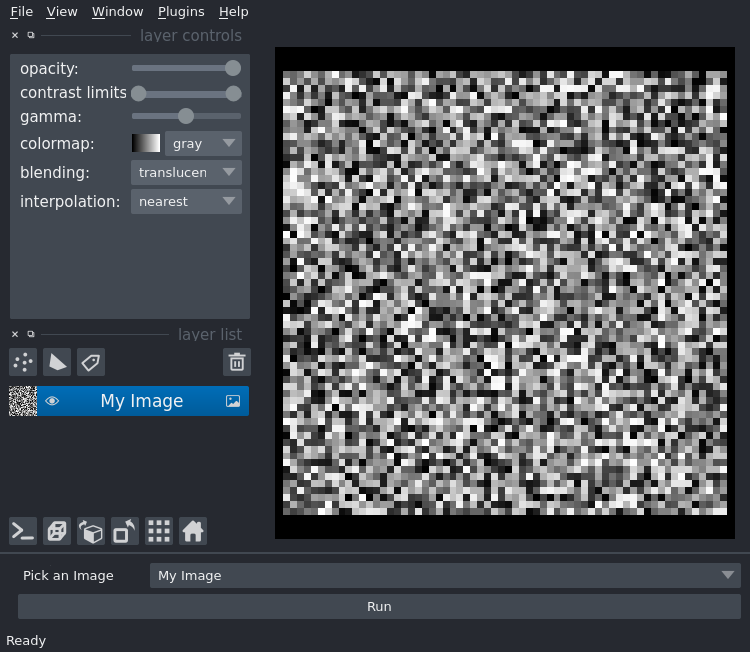 File View Window Plugins Help
layer controls
opacity:
contrast limits
gamma:
colormap: gray
blending: translucen
interpolation: nearest
layer list
My Image
Pick an Image My Image
Run
Ready